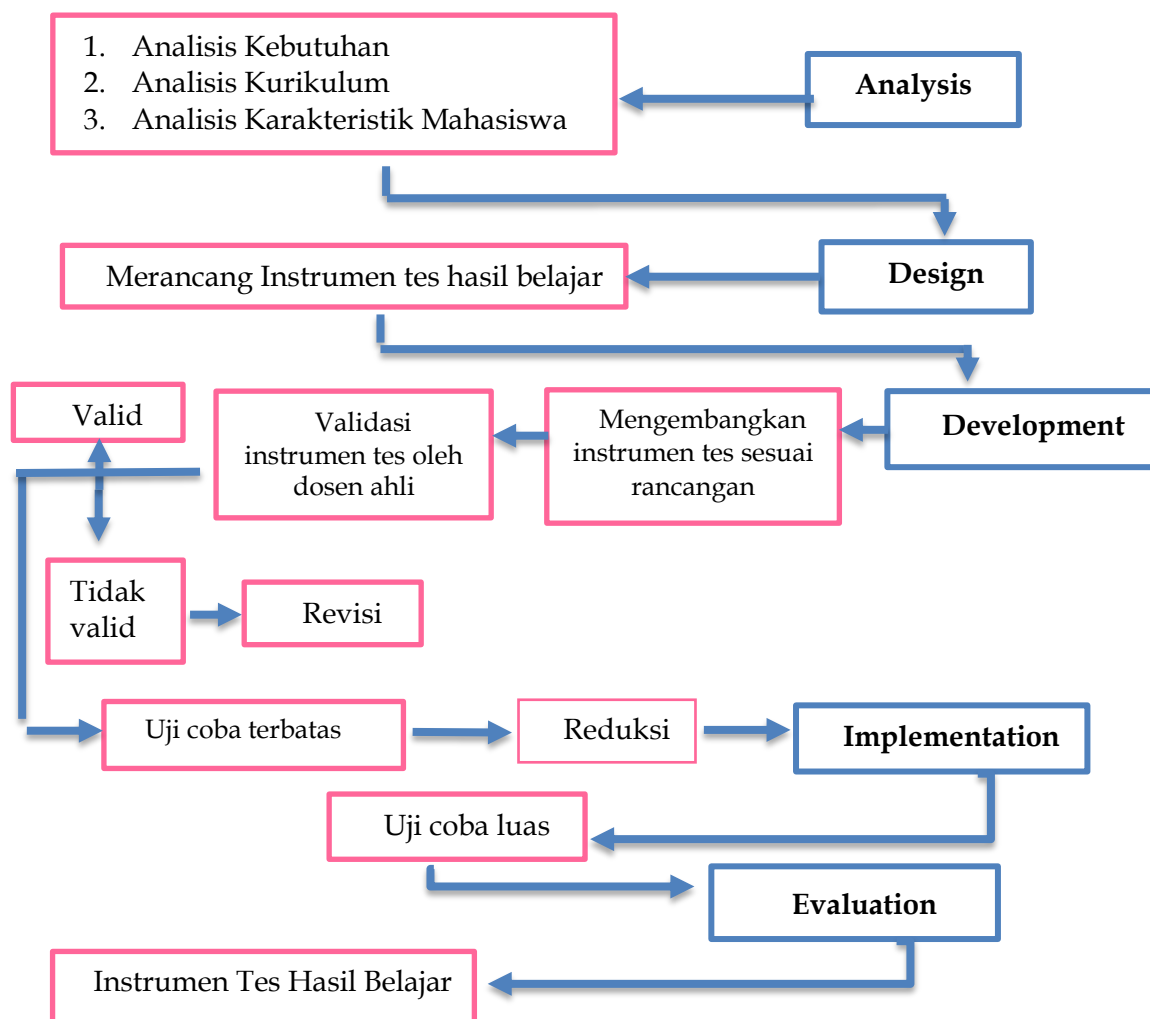 1. Analisis Kebutuhan
2. Analisis Kurikulum
3. Analisis Karakteristik Mahasiswa
Analysis
Merancang Instrumen tes hasil belajar
Design
Valid
Validasi
instrumen tes oleh
dosen ahli
Mengembangkan
instrumen tes sesuai
rancangan
Development
Tidak
valid
Revisi
Uji coba terbatas
Reduksi
Implementation
Uji coba luas
Evaluation
Instrumen Tes Hasil Belajar